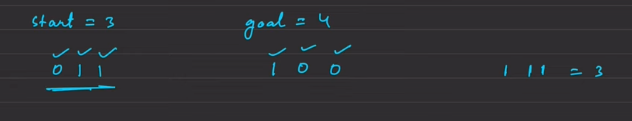 start = 3 goal = 4
0 1 1 1 0 0 1 1 1 = 3